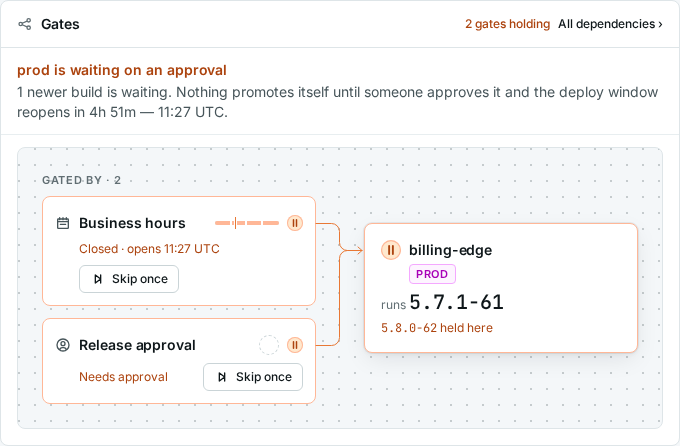 Gates
2 gates holding
All dependencies ›
prod is waiting on an approval
1 newer build is waiting. Nothing promotes itself until someone approves it and the deploy window
reopens in 4h 51m — 11:27 UTC.
GATED BY · 2
Business hours
Closed · opens 11:27 UTC
Skip once
Release approval
Needs approval
Skip once
billing-edge
PROD
runs 5.7.1-61
5.8.0-62 held here